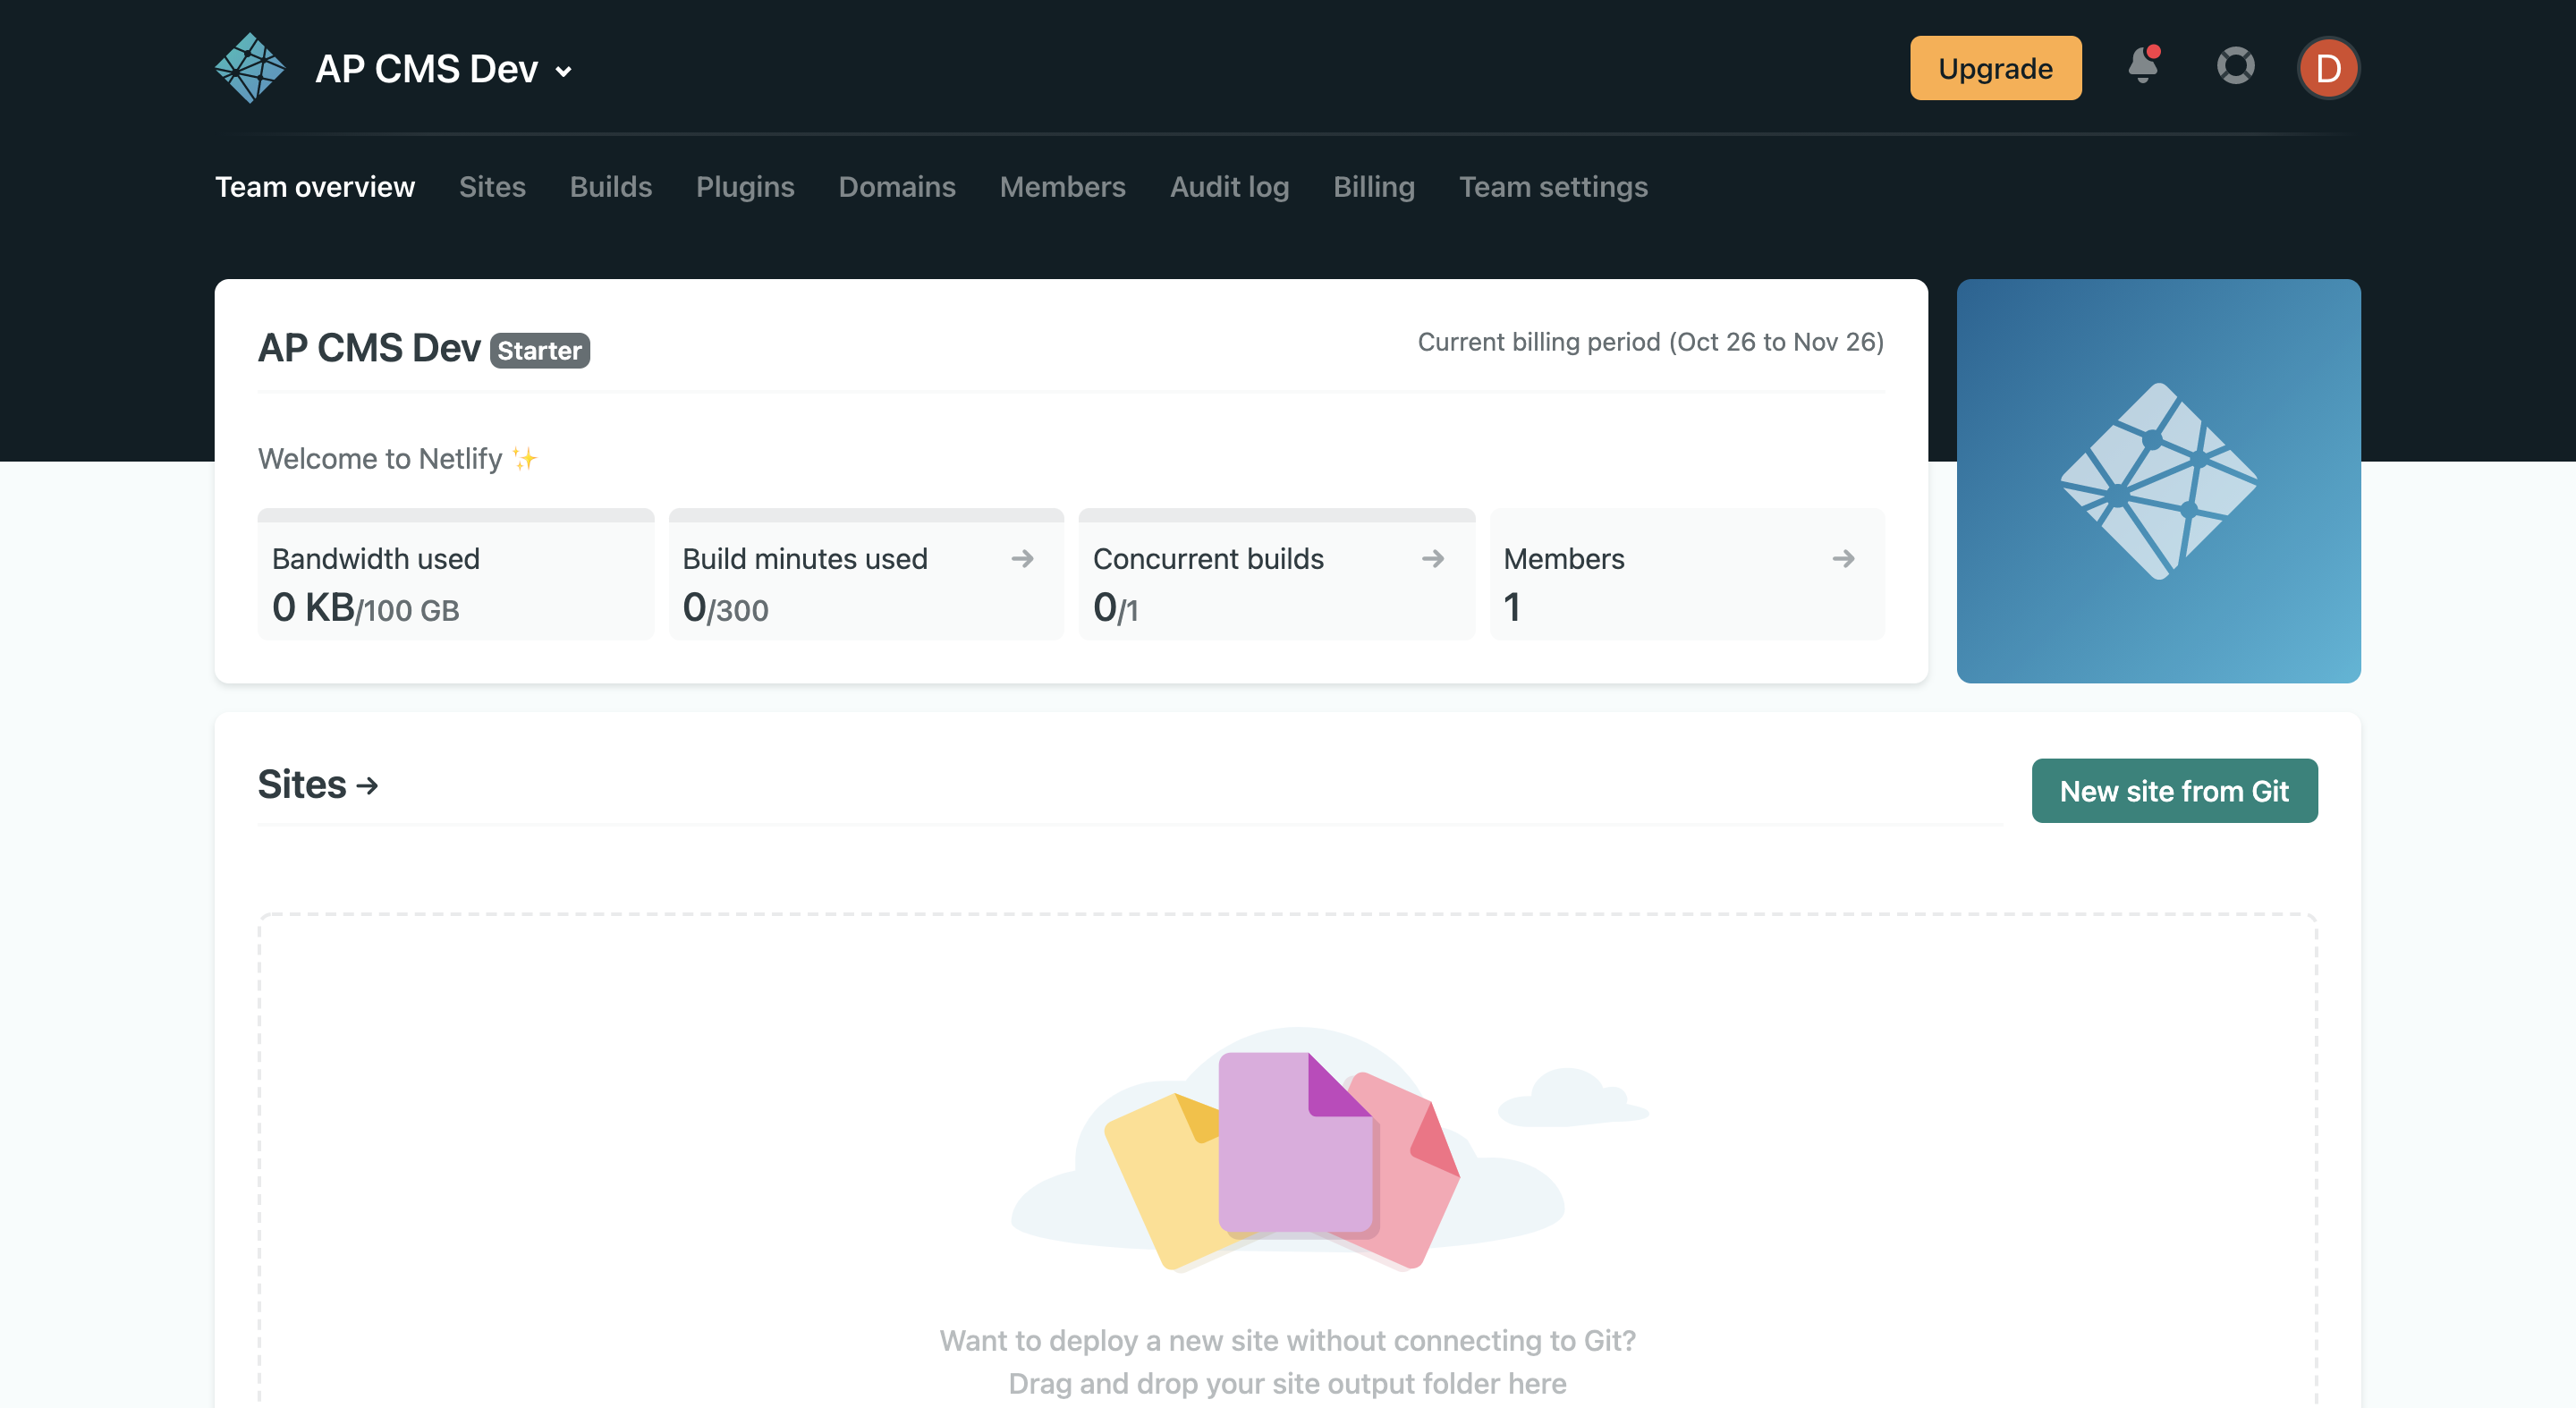 AP CMS Dev
Upgrade
D
Team overview Sites Builds Plugins Domains Members Audit log Billing Team settings
AP CMS Dev Starter
Current billing period (Oct 26 to Nov 26)
Welcome to Netlify ✨
Bandwidth used
0 KB/100 GB
Build minutes used →
0/300
Concurrent builds →
0/1
Members →
1
Sites →
New site from Git
Want to deploy a new site without connecting to Git?
Drag and drop your site output folder here